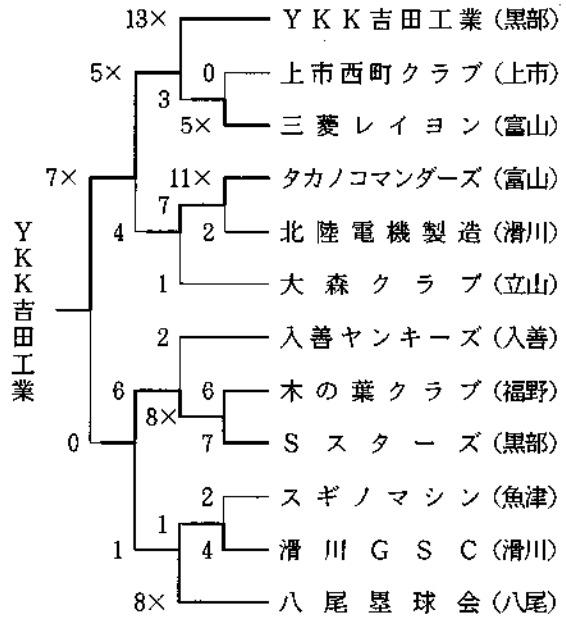 13× ＹＫＫ吉田工業(黒部)
5× 0 上市西町クラブ(上市)
3
5× 三菱レイヨン(富山)
7× 11× タカノコマンダーズ(富山)
7
4 2 北陸電機製造(滑川)
1 大森クラブ(立山)
ＹＫＫ吉田工業
2 入善ヤンキーズ(入善)
6 6 木の葉クラブ(福野)
8×
0 7 Ｓスターズ(黒部)
2 スギノマシン(魚津)
1
1 4 滑川ＧＳＣ(滑川)
8× 八尾塁球会(八尾)